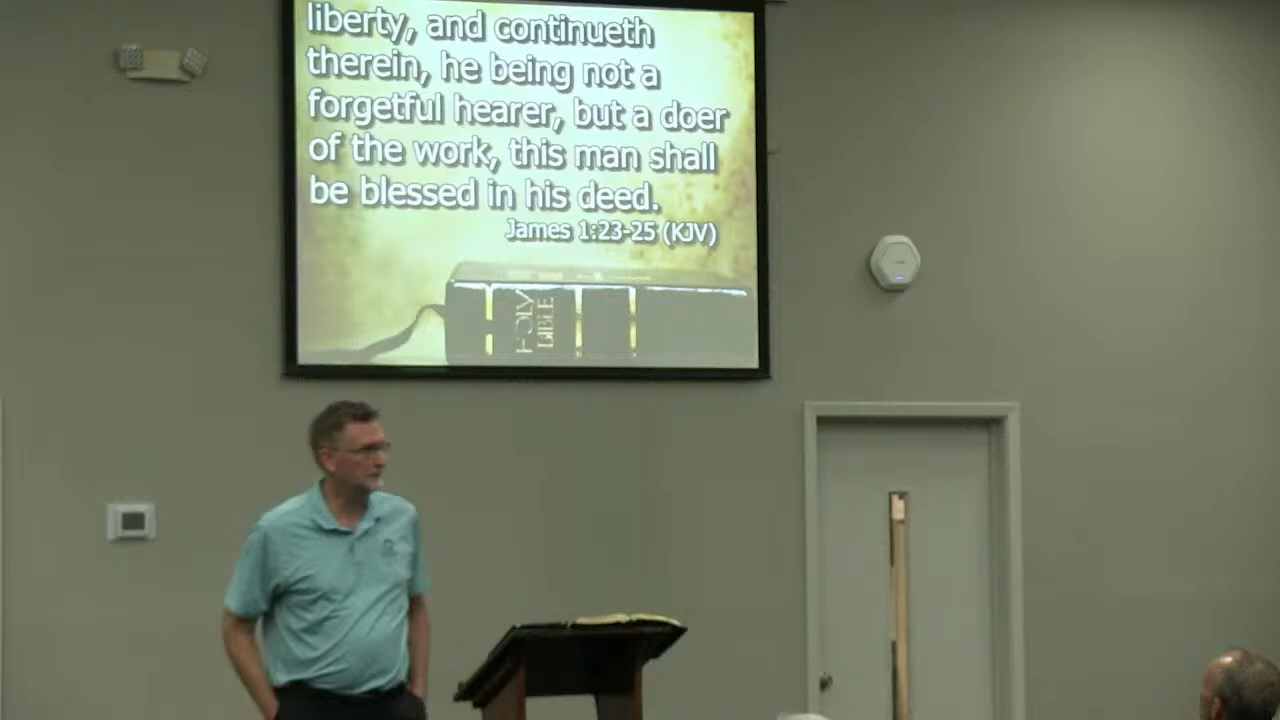 liberty, and continueth
therein, he being not a
forgetful hearer, but a doer
of the work, this man shall
be blessed in his deed.
James 1:23-25 (KJV)
HOLY
BIBLE